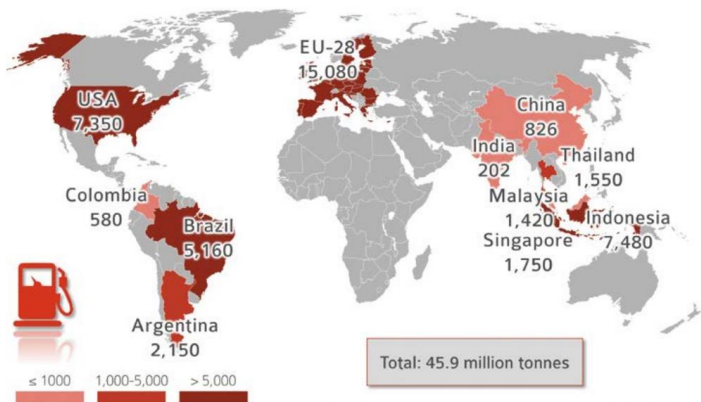 EU-28
15,080
USA
7,350
China
826
India
202
Thailand
1,550
Colombia
580
Malaysia
1,420
Brazil
5,160
Indonesia
7,480
Singapore
1,750
Argentina
2,150
Total: 45.9 million tonnes
≤ 1000
1,000-5,000
> 5,000